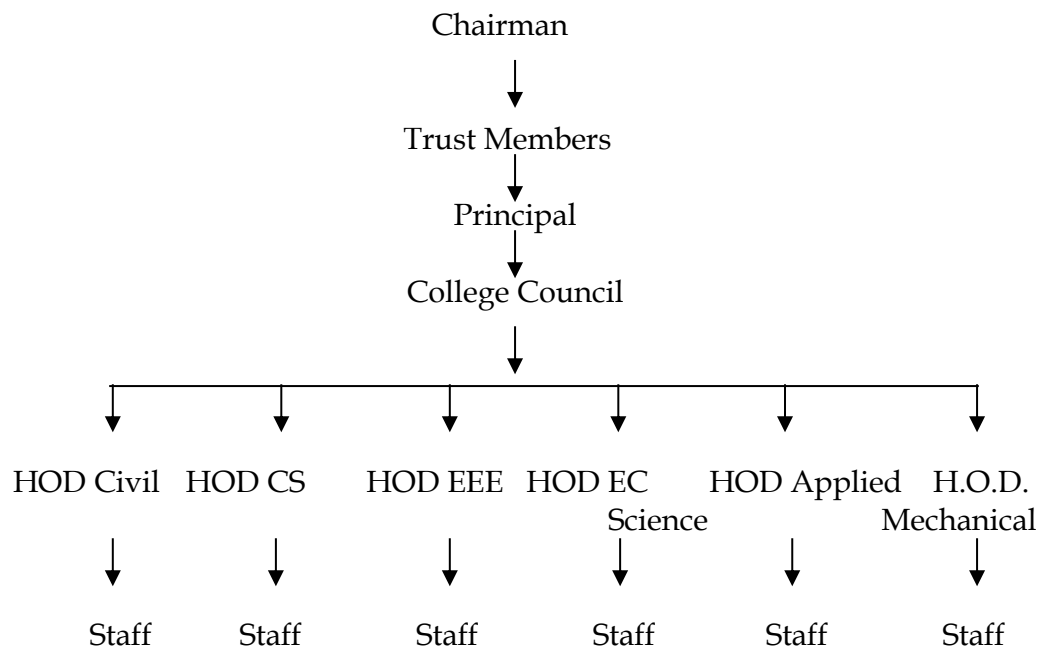 Chairman
Trust Members
Principal
College Council
HOD Civil HOD CS HOD EEE HOD EC HOD Applied H.O.D.
Science Mechanical
Staff Staff Staff Staff Staff Staff